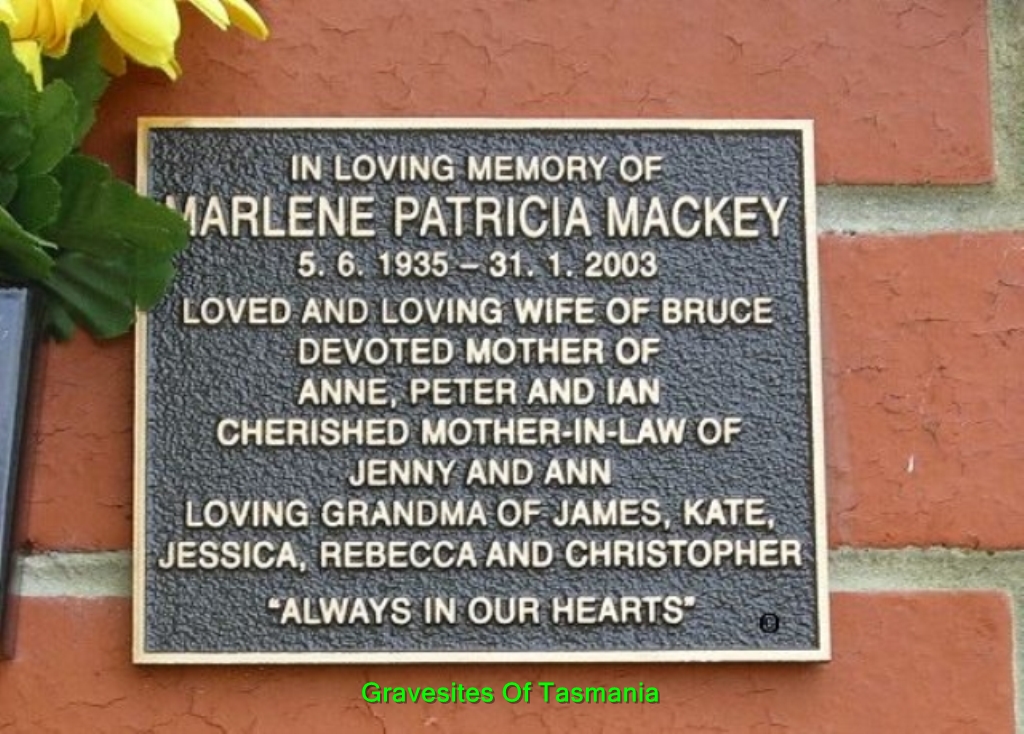 IN LOVING MEMORY OF
MARLENE PATRICIA MACKEY
5. 6. 1935 – 31. 1. 2003
LOVED AND LOVING WIFE OF BRUCE
DEVOTED MOTHER OF
ANNE, PETER AND IAN
CHERISHED MOTHER-IN-LAW OF
JENNY AND ANN
LOVING GRANDMA OF JAMES, KATE,
JESSICA, REBECCA AND CHRISTOPHER
"ALWAYS IN OUR HEARTS"
Gravesites Of Tasmania